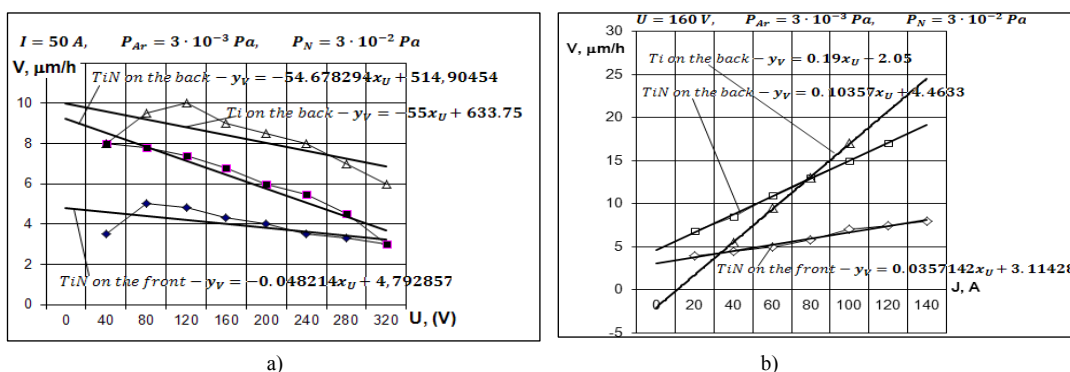 a)
I = 50 A, P_Ar = 3 · 10⁻³ Pa, P_N = 3 · 10⁻² Pa
V, μm/h
TiN on the back − y_V = −54.678294x_U + 514,90454
Ti on the back − y_V = −55x_U + 633.75
TiN on the front − y_V = −0.048214x_U + 4,792857
10
8
6
4
2
0
0 40 80 120 160 200 240 280 320
U, (V)
a)
b)
U = 160 V, P_Ar = 3 · 10⁻³ Pa, P_N = 3 · 10⁻² Pa
V, μm/h
30
25
20
15
10
5
0
-5
Ti on the back − y_V = 0.19x_U − 2.05
TiN on the back − y_V = 0.10357x_U + 4.4633
TiN on the front − y_V = 0.0357142x_U + 3.11428
J, A
0 20 40 60 80 100 120 140
b)